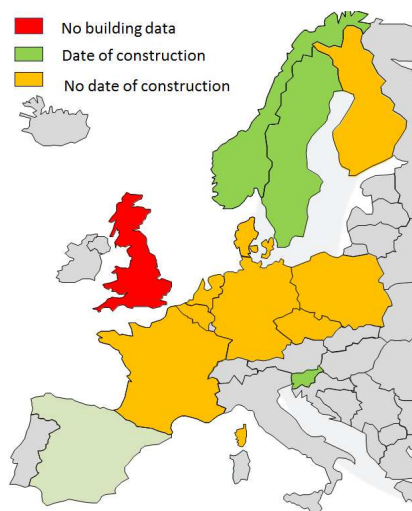 No building data
Date of construction
No date of construction